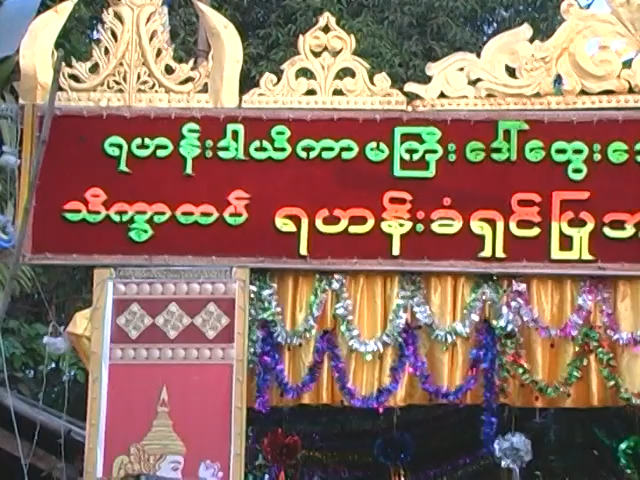 ရဟန်းဒါယိကာမကြီးဒေါ်ထွေး
သိက္ခာထပ် ရဟန်းခံရှင်ပြု